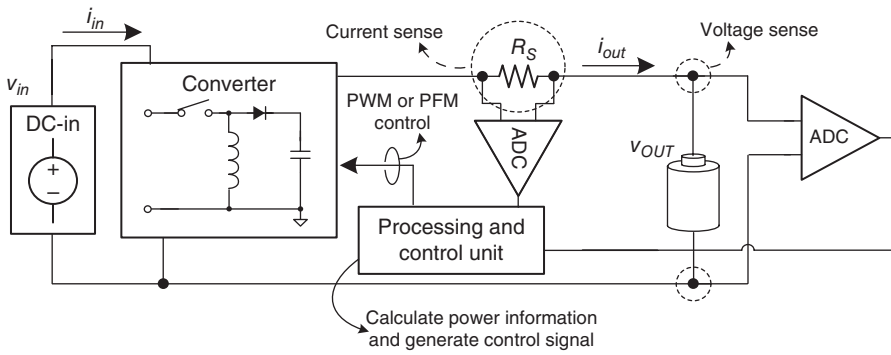 i_in
Current sense
R_S
i_out
Voltage sense
v_in
Converter
DC-in
+
−
PWM or PFM
control
ADC
v_OUT
ADC
Processing and
control unit
Calculate power information
and generate control signal